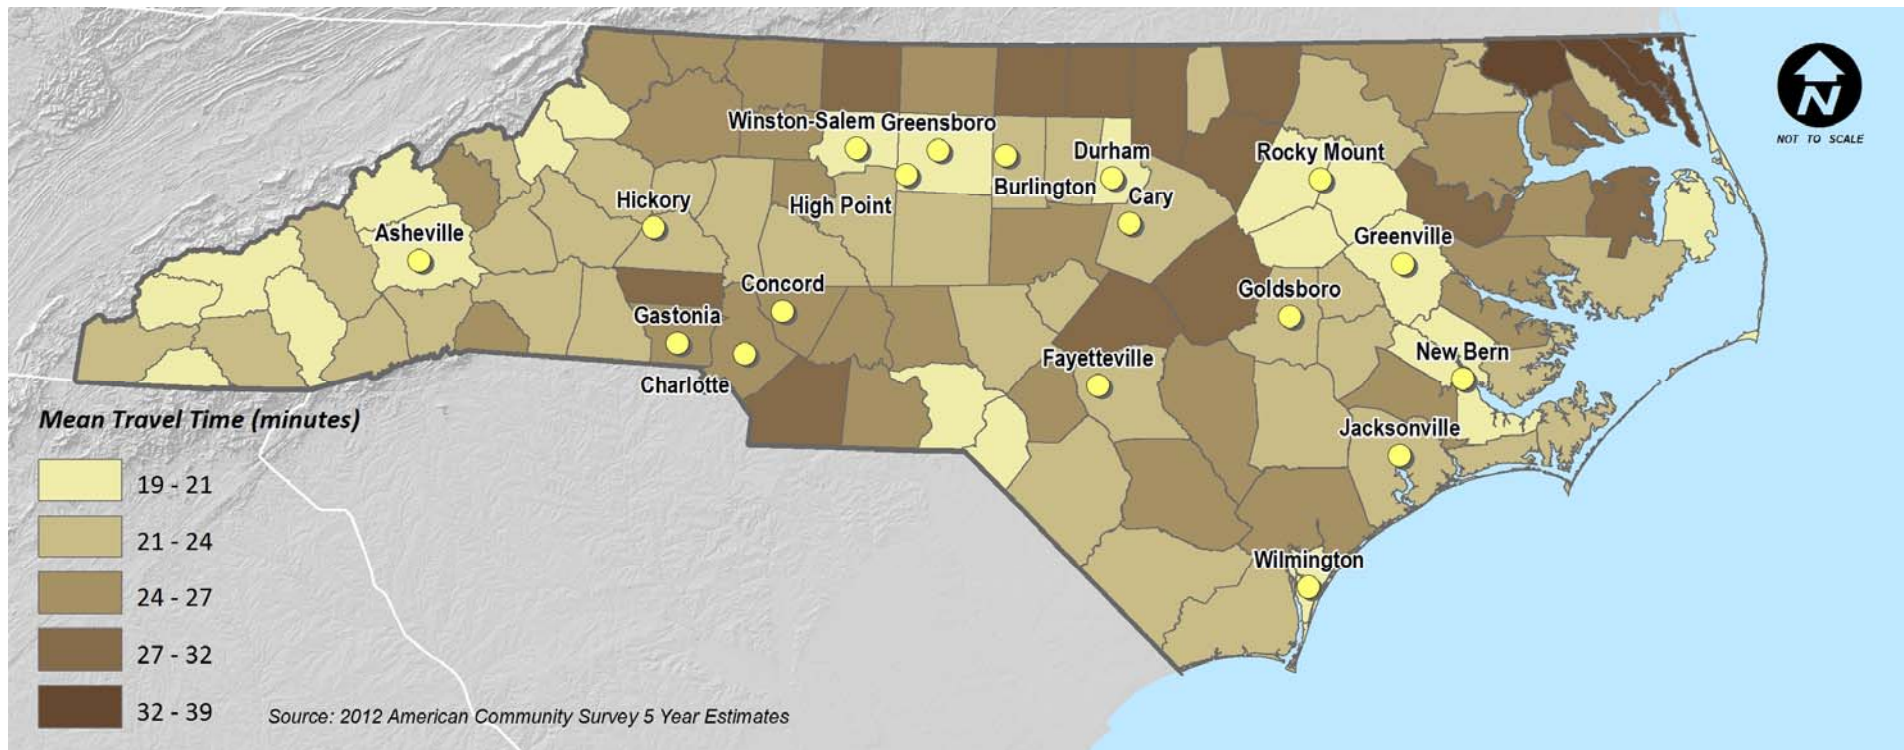 N
NOT TO SCALE
Winston-Salem
Greensboro
Durham
Rocky Mount
Burlington
Hickory
High Point
Cary
Asheville
Greenville
Concord
Goldsboro
Gastonia
Fayetteville
New Bern
Charlotte
Jacksonville
Wilmington
Mean Travel Time (minutes)
19 - 21
21 - 24
24 - 27
27 - 32
32 - 39
Source: 2012 American Community Survey 5 Year Estimates